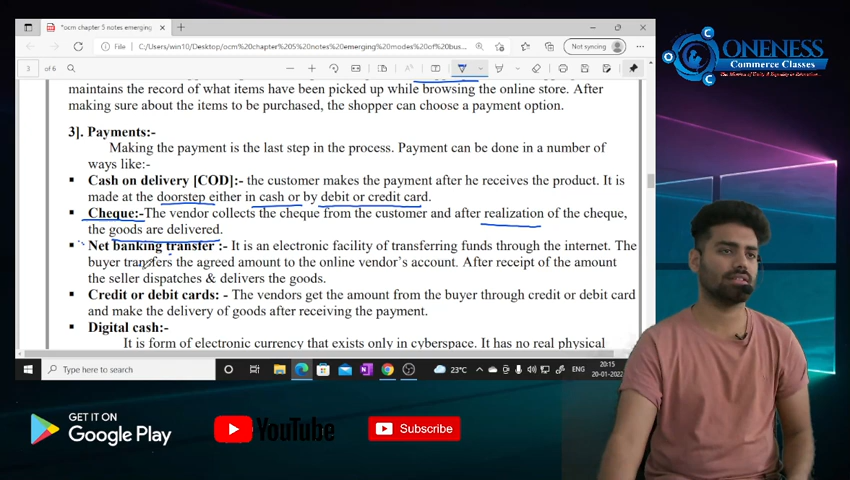 *ocm chapter 5 notes emerging
File
C:/Users/win10/Desktop/ocm%20chapter%205%20notes%20emerging%20modes%20of%20bus...
Not syncing
3 of 6
maintains the record of what items have been picked up while browsing the online store. After
making sure about the items to be purchased, the shopper can choose a payment option.
3]. Payments:-
Making the payment is the last step in the process. Payment can be done in a number of
ways like:-
▪ Cash on delivery [COD]:- the customer makes the payment after he receives the product. It is
made at the doorstep either in cash or by debit or credit card.
▪ Cheque:- The vendor collects the cheque from the customer and after realization of the cheque,
the goods are delivered.
▪ Net banking transfer :- It is an electronic facility of transferring funds through the internet. The
buyer transfers the agreed amount to the online vendor's account. After receipt of the amount
the seller dispatches & delivers the goods.
▪ Credit or debit cards: - The vendors get the amount from the buyer through credit or debit card
and make the delivery of goods after receiving the payment.
▪ Digital cash:-
It is form of electronic currency that exists only in cyberspace. It has no real physical
Type here to search
23°C
ENG
20:15
20-01-2022
ONENESS
Commerce Classes
GET IT ON
Google Play
YouTube
Subscribe